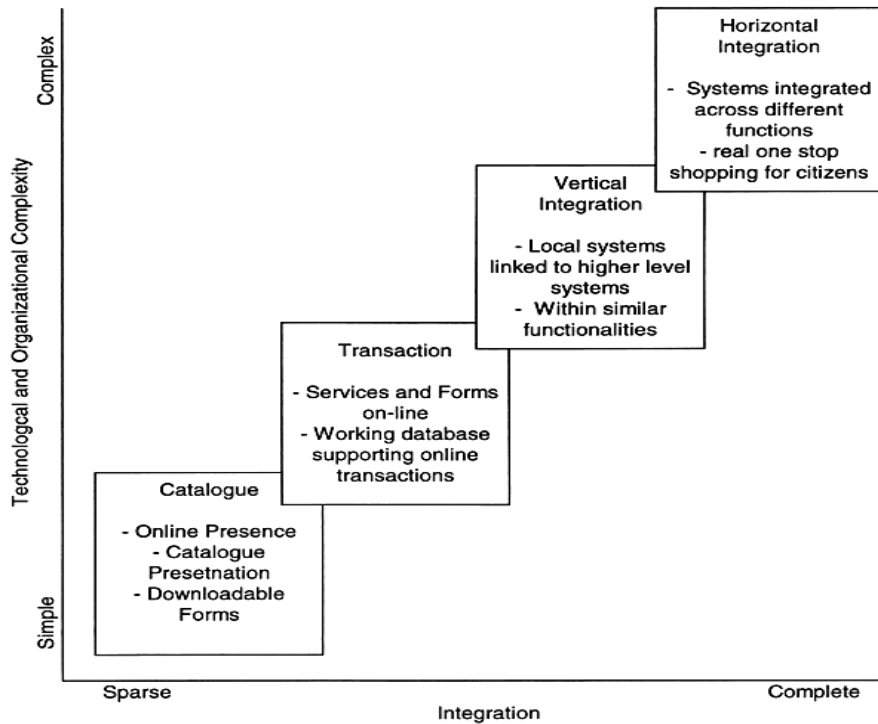 Complex
Technologcal and Organizational Complexity
Simple
Horizontal
Integration
- Systems integrated
across different
functions
- real one stop
shopping for citizens
Vertical
Integration
- Local systems
linked to higher level
systems
- Within similar
functionalities
Transaction
- Services and Forms
on-line
- Working database
supporting online
transactions
Catalogue
- Online Presence
- Catalogue
Presetnation
- Downloadable
Forms
Sparse
Complete
Integration